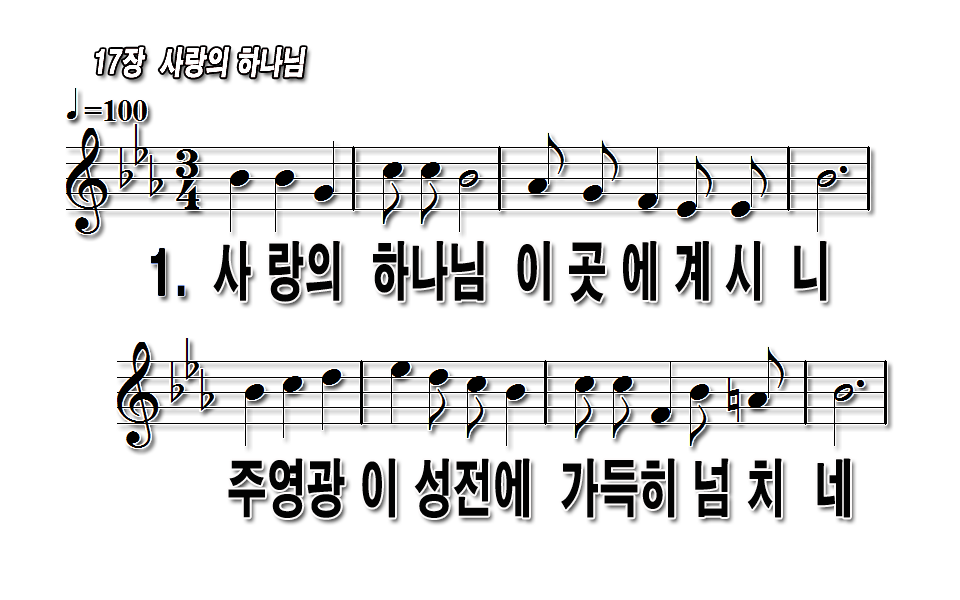 17장 사랑의 하나님
♩=100
3/4
1. 사 랑의 하나님 이 곳 에 계 시 니
주영광 이 성전에 가득히 넘 치 네